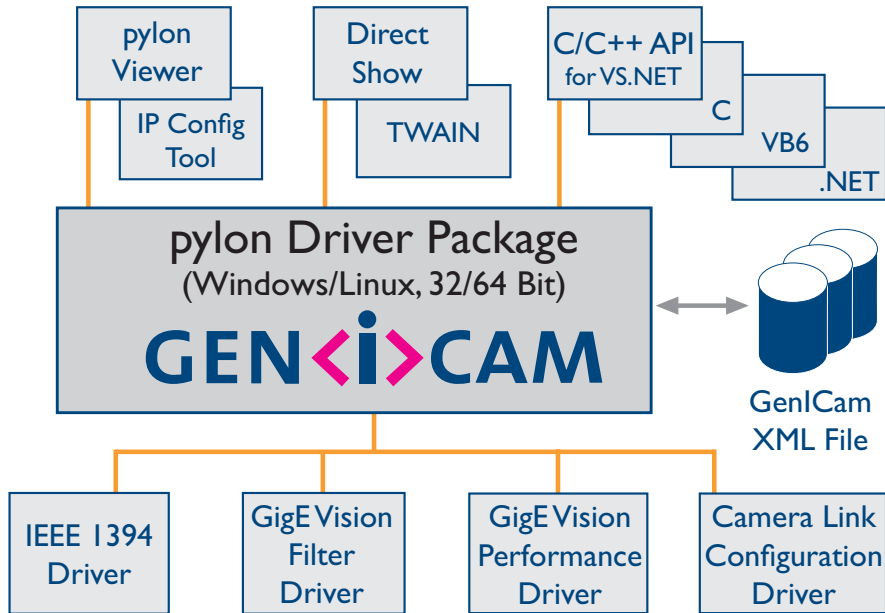 pylon
Viewer
IP Config
Tool
Direct
Show
TWAIN
C/C++ API
for VS.NET
C
VB6
.NET
pylon Driver Package
(Windows/Linux, 32/64 Bit)
GEN<i>CAM
GenICam
XML File
IEEE 1394
Driver
GigE Vision
Filter
Driver
GigE Vision
Performance
Driver
Camera Link
Configuration
Driver